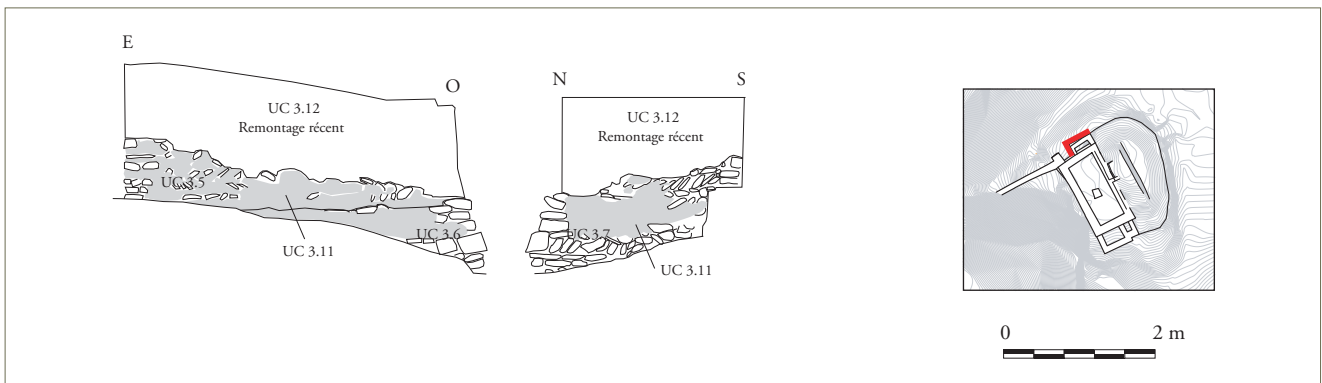 E
O
UC 3.12
Remontage récent
UC 3.5
UC 3.6
UC 3.11
N
S
UC 3.12
Remontage récent
UC 3.7
UC 3.11
0 2 m